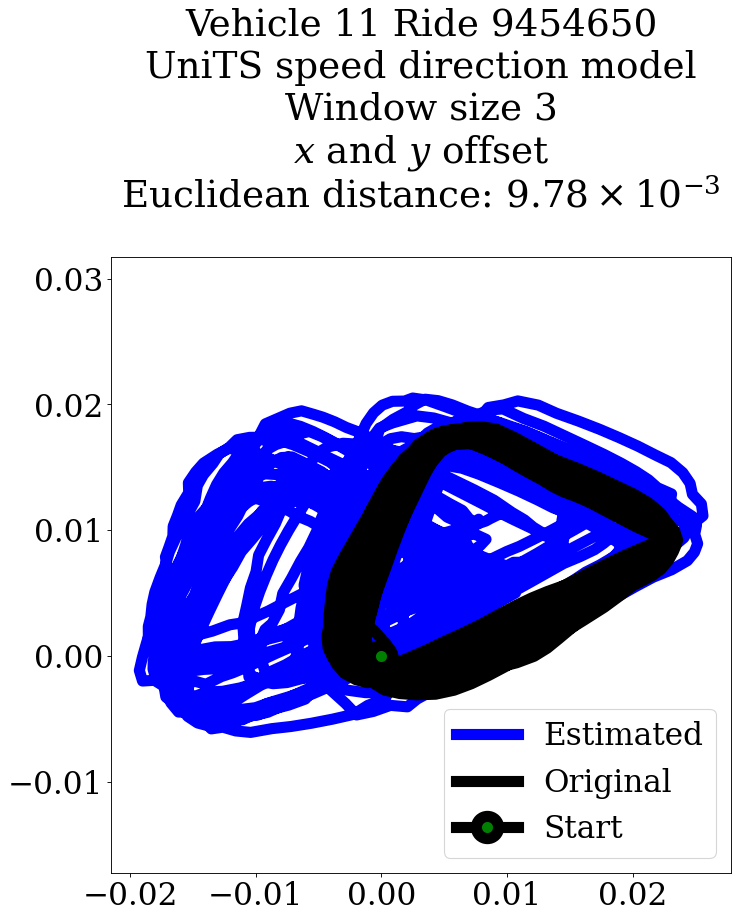 Vehicle 11 Ride 9454650
UniTS speed direction model
Window size 3
x and y offset
Euclidean distance: 9.78 × 10⁻³
0.03
0.02
0.01
0.00
−0.01
Estimated
Original
Start
−0.02 −0.01 0.00 0.01 0.02